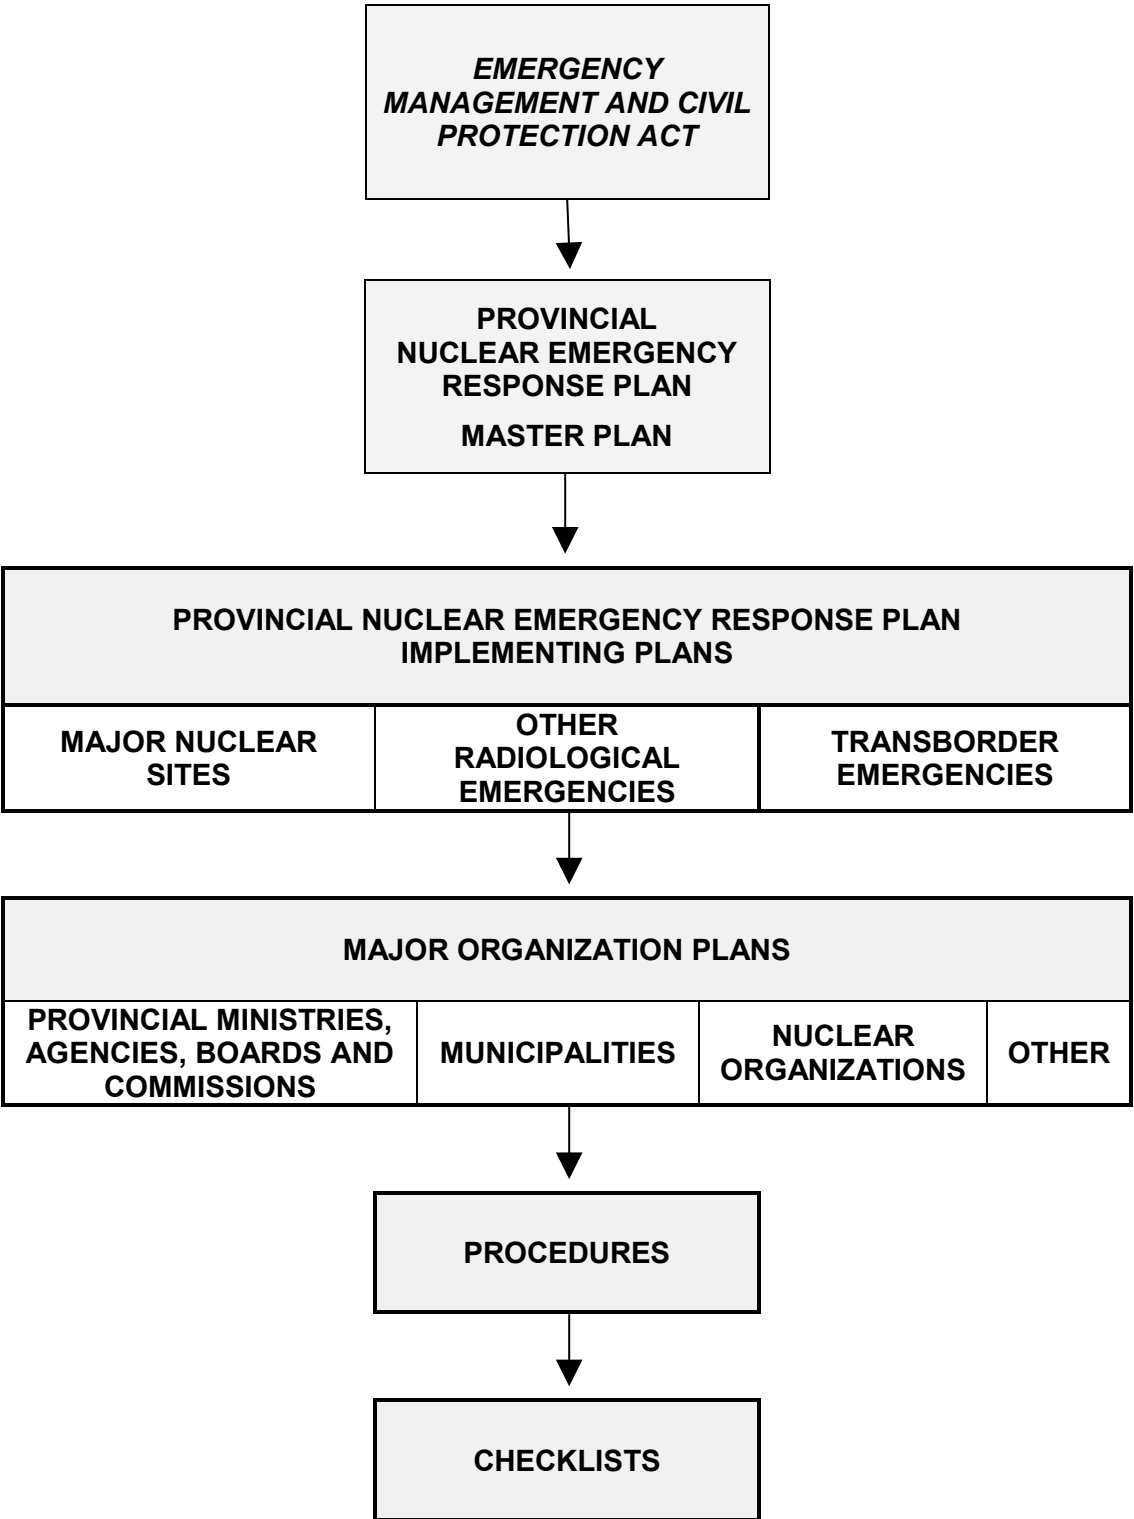 EMERGENCY
MANAGEMENT AND CIVIL
PROTECTION ACT
PROVINCIAL
NUCLEAR EMERGENCY
RESPONSE PLAN
MASTER PLAN
PROVINCIAL NUCLEAR EMERGENCY RESPONSE PLAN
IMPLEMENTING PLANS
MAJOR NUCLEAR
SITES
OTHER
RADIOLOGICAL
EMERGENCIES
TRANSBORDER
EMERGENCIES
MAJOR ORGANIZATION PLANS
PROVINCIAL MINISTRIES,
AGENCIES, BOARDS AND
COMMISSIONS
MUNICIPALITIES
NUCLEAR
ORGANIZATIONS
OTHER
PROCEDURES
CHECKLISTS